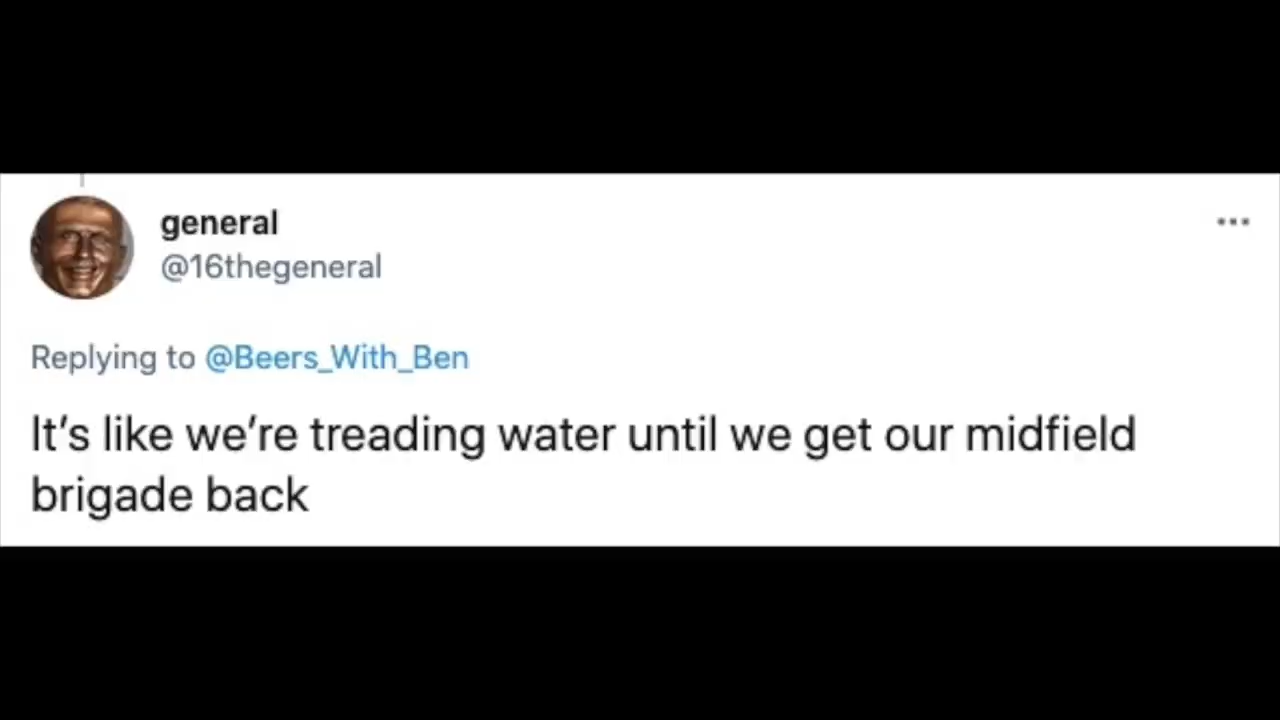 general
@16thegeneral
Replying to @Beers_With_Ben
It’s like we’re treading water until we get our midfield
brigade back